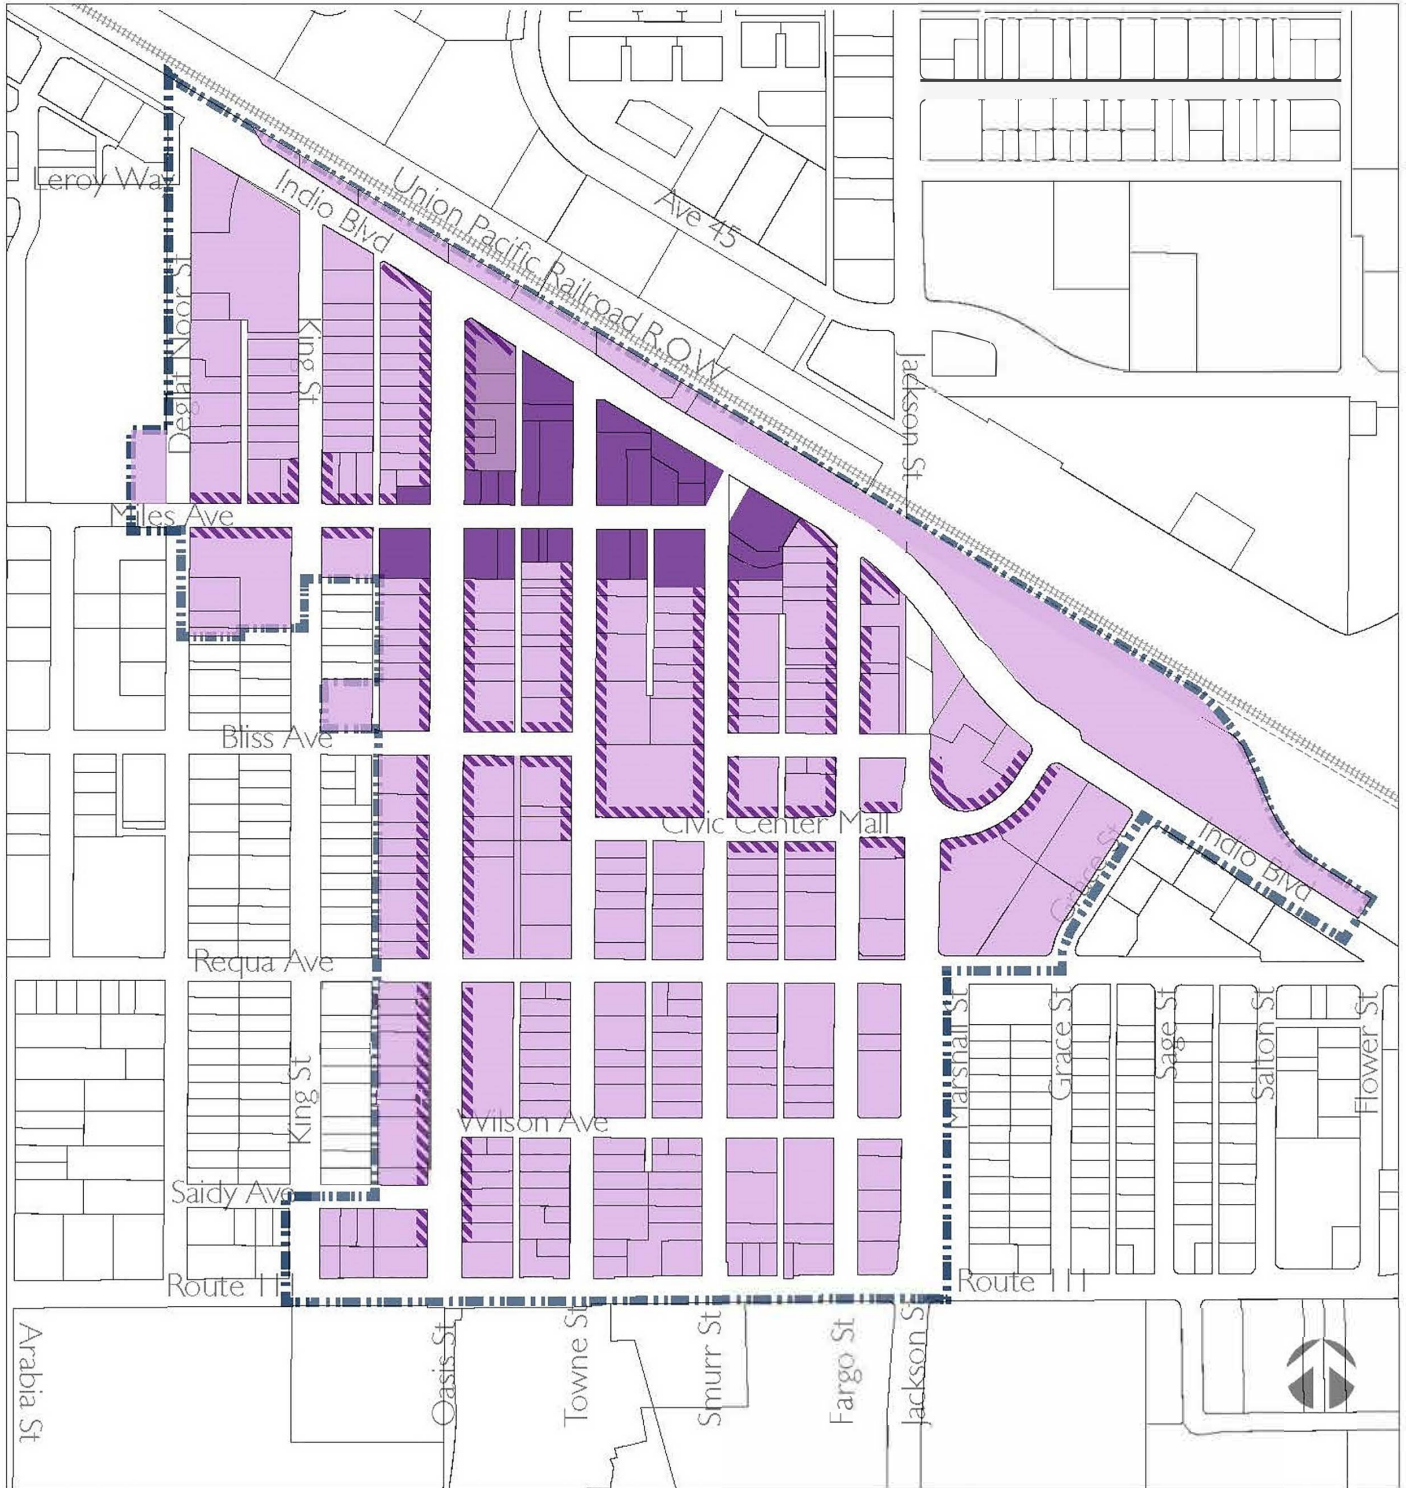 Leroy Way
Indio Blvd
Union Pacific Railroad R.O.W
Ave 45
Deglat Noor St
King St
Jackson St
Miles Ave
Bliss Ave
Civic Center Mall
Grace St
Indio Blvd
Requa Ave
King St
Marshall St
Grace St
Sage St
Salton St
Flower St
Wilson Ave
Saidy Ave
Route 111
Route 111
Arabia St
Oasis St
Towne St
Smurr St
Fargo St
Jackson St